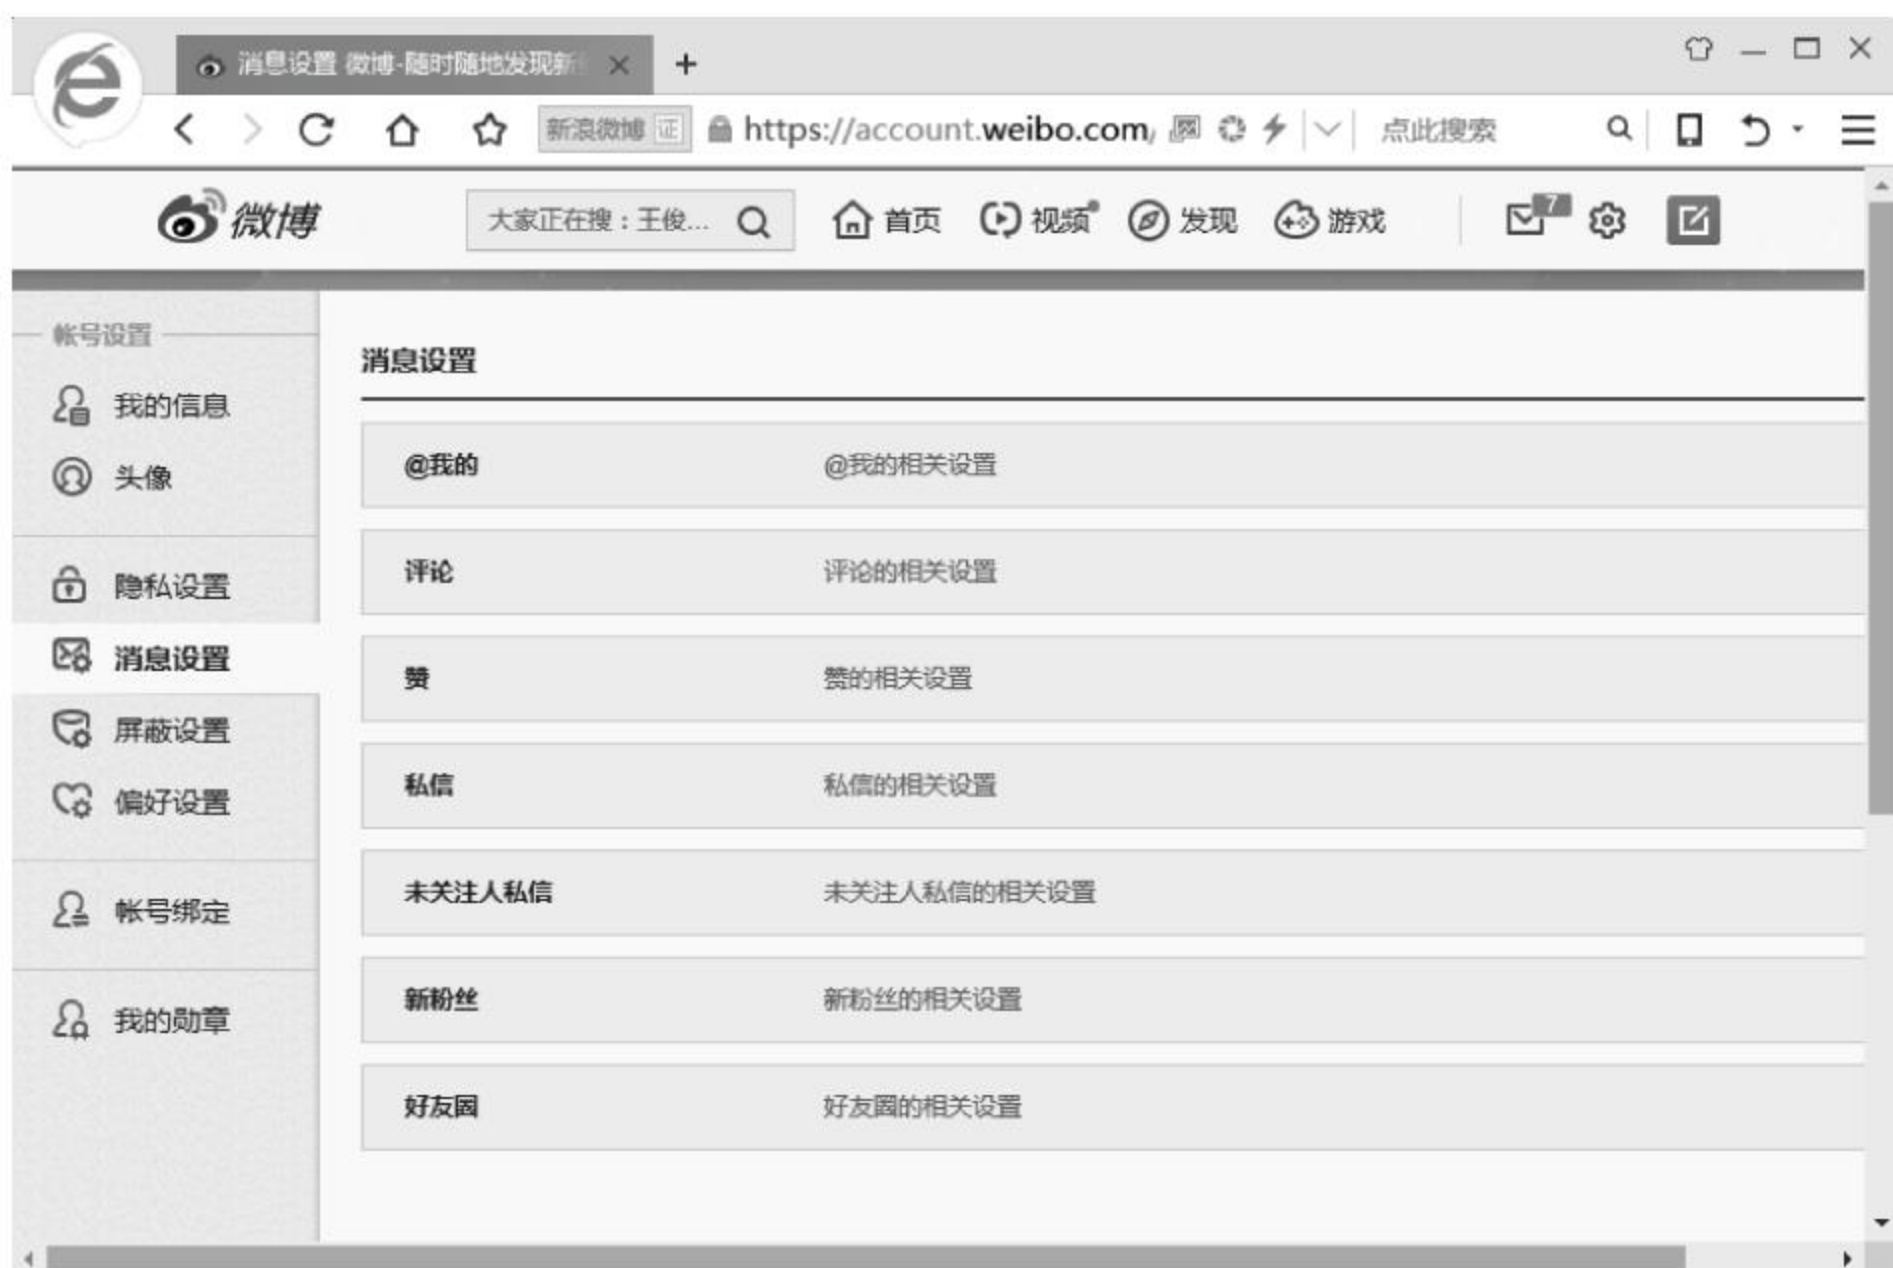 消息设置 微博-随时随地发现新
新浪微博 证 https://account.weibo.com/ 点此搜索
微博 大家正在搜：王俊... 首页 视频 发现 游戏 7
帐号设置
我的信息
头像
隐私设置
消息设置
屏蔽设置
偏好设置
帐号绑定
我的勋章
消息设置
@我的 @我的相关设置
评论 评论的相关设置
赞 赞的相关设置
私信 私信的相关设置
未关注人私信 未关注人私信的相关设置
新粉丝 新粉丝的相关设置
好友圈 好友圈的相关设置